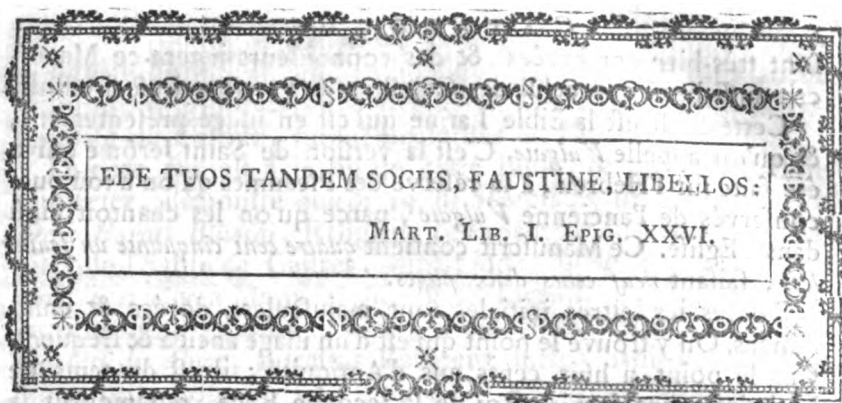 EDE TUOS TANDEM SOCIIS, FAUSTINE, LIBELLOS:
MART. LIB. I. EPIG, XXVI.